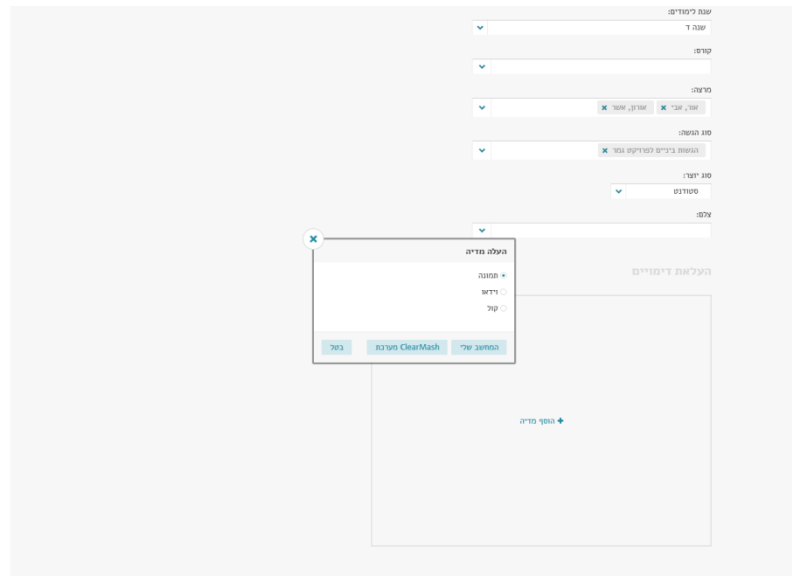 שנת לימודים:
שנה ד
קורס:
מרצה:
אור, אבי אורון, אשר
סוג הגשה:
הגשות ביניים לפרויקט גמר
סוג יוצר:
סטודנט
צלם:
העלאת דימויים
העלה מדיה
תמונה
וידאו
קול
המחשב שלי מערכת ClearMash בטל
הוסף מדיה